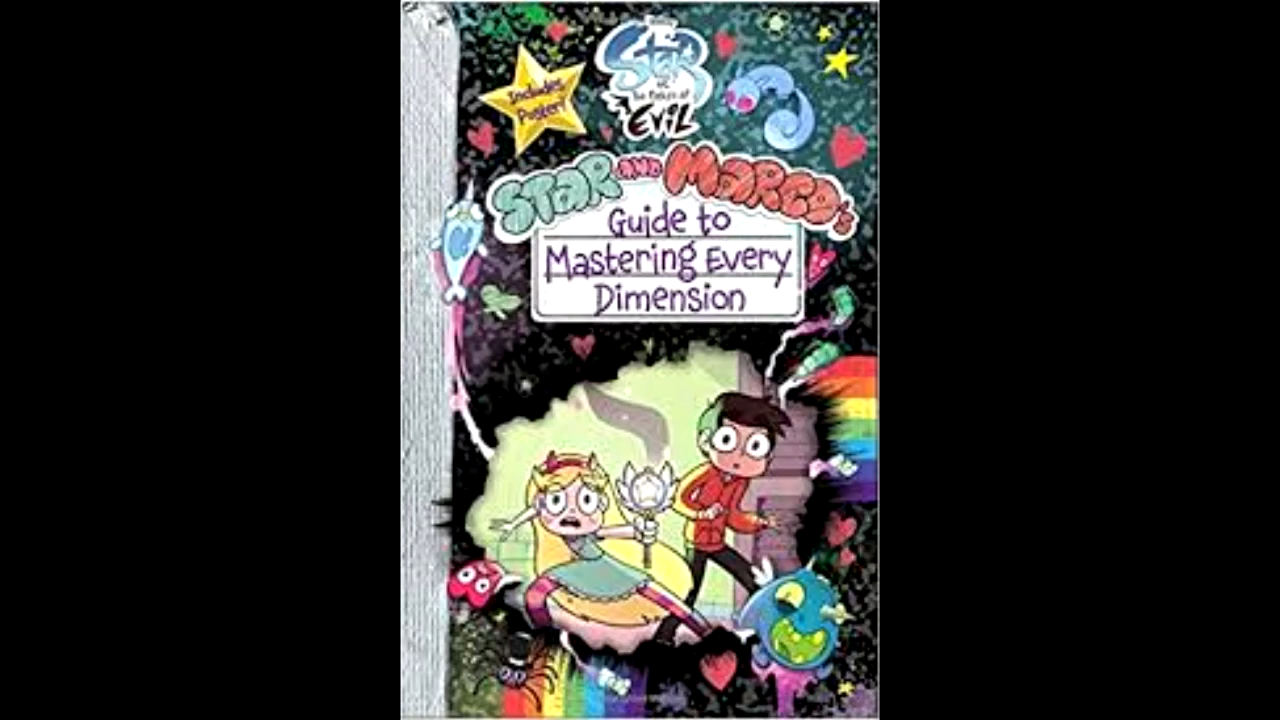 Includes
Poster!
Star
vs.
the Forces of
EVIL
STAR AND MARCO's
Guide to
Mastering Every
Dimension